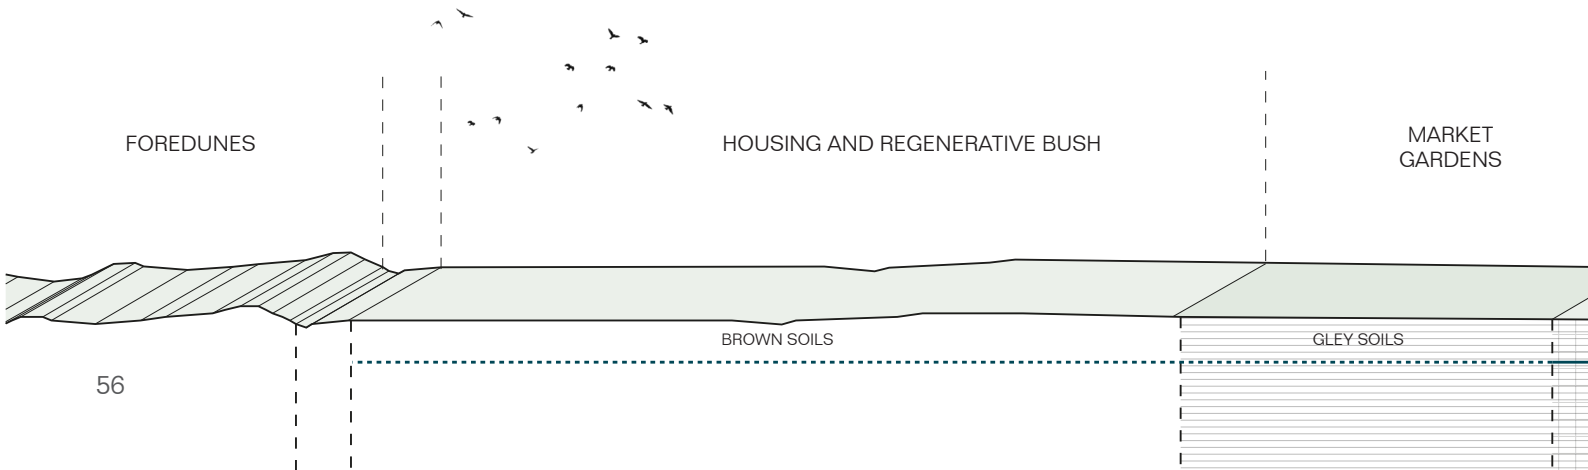 FOREDUNES
HOUSING AND REGENERATIVE BUSH
MARKET
GARDENS
BROWN SOILS
GLEY SOILS
56